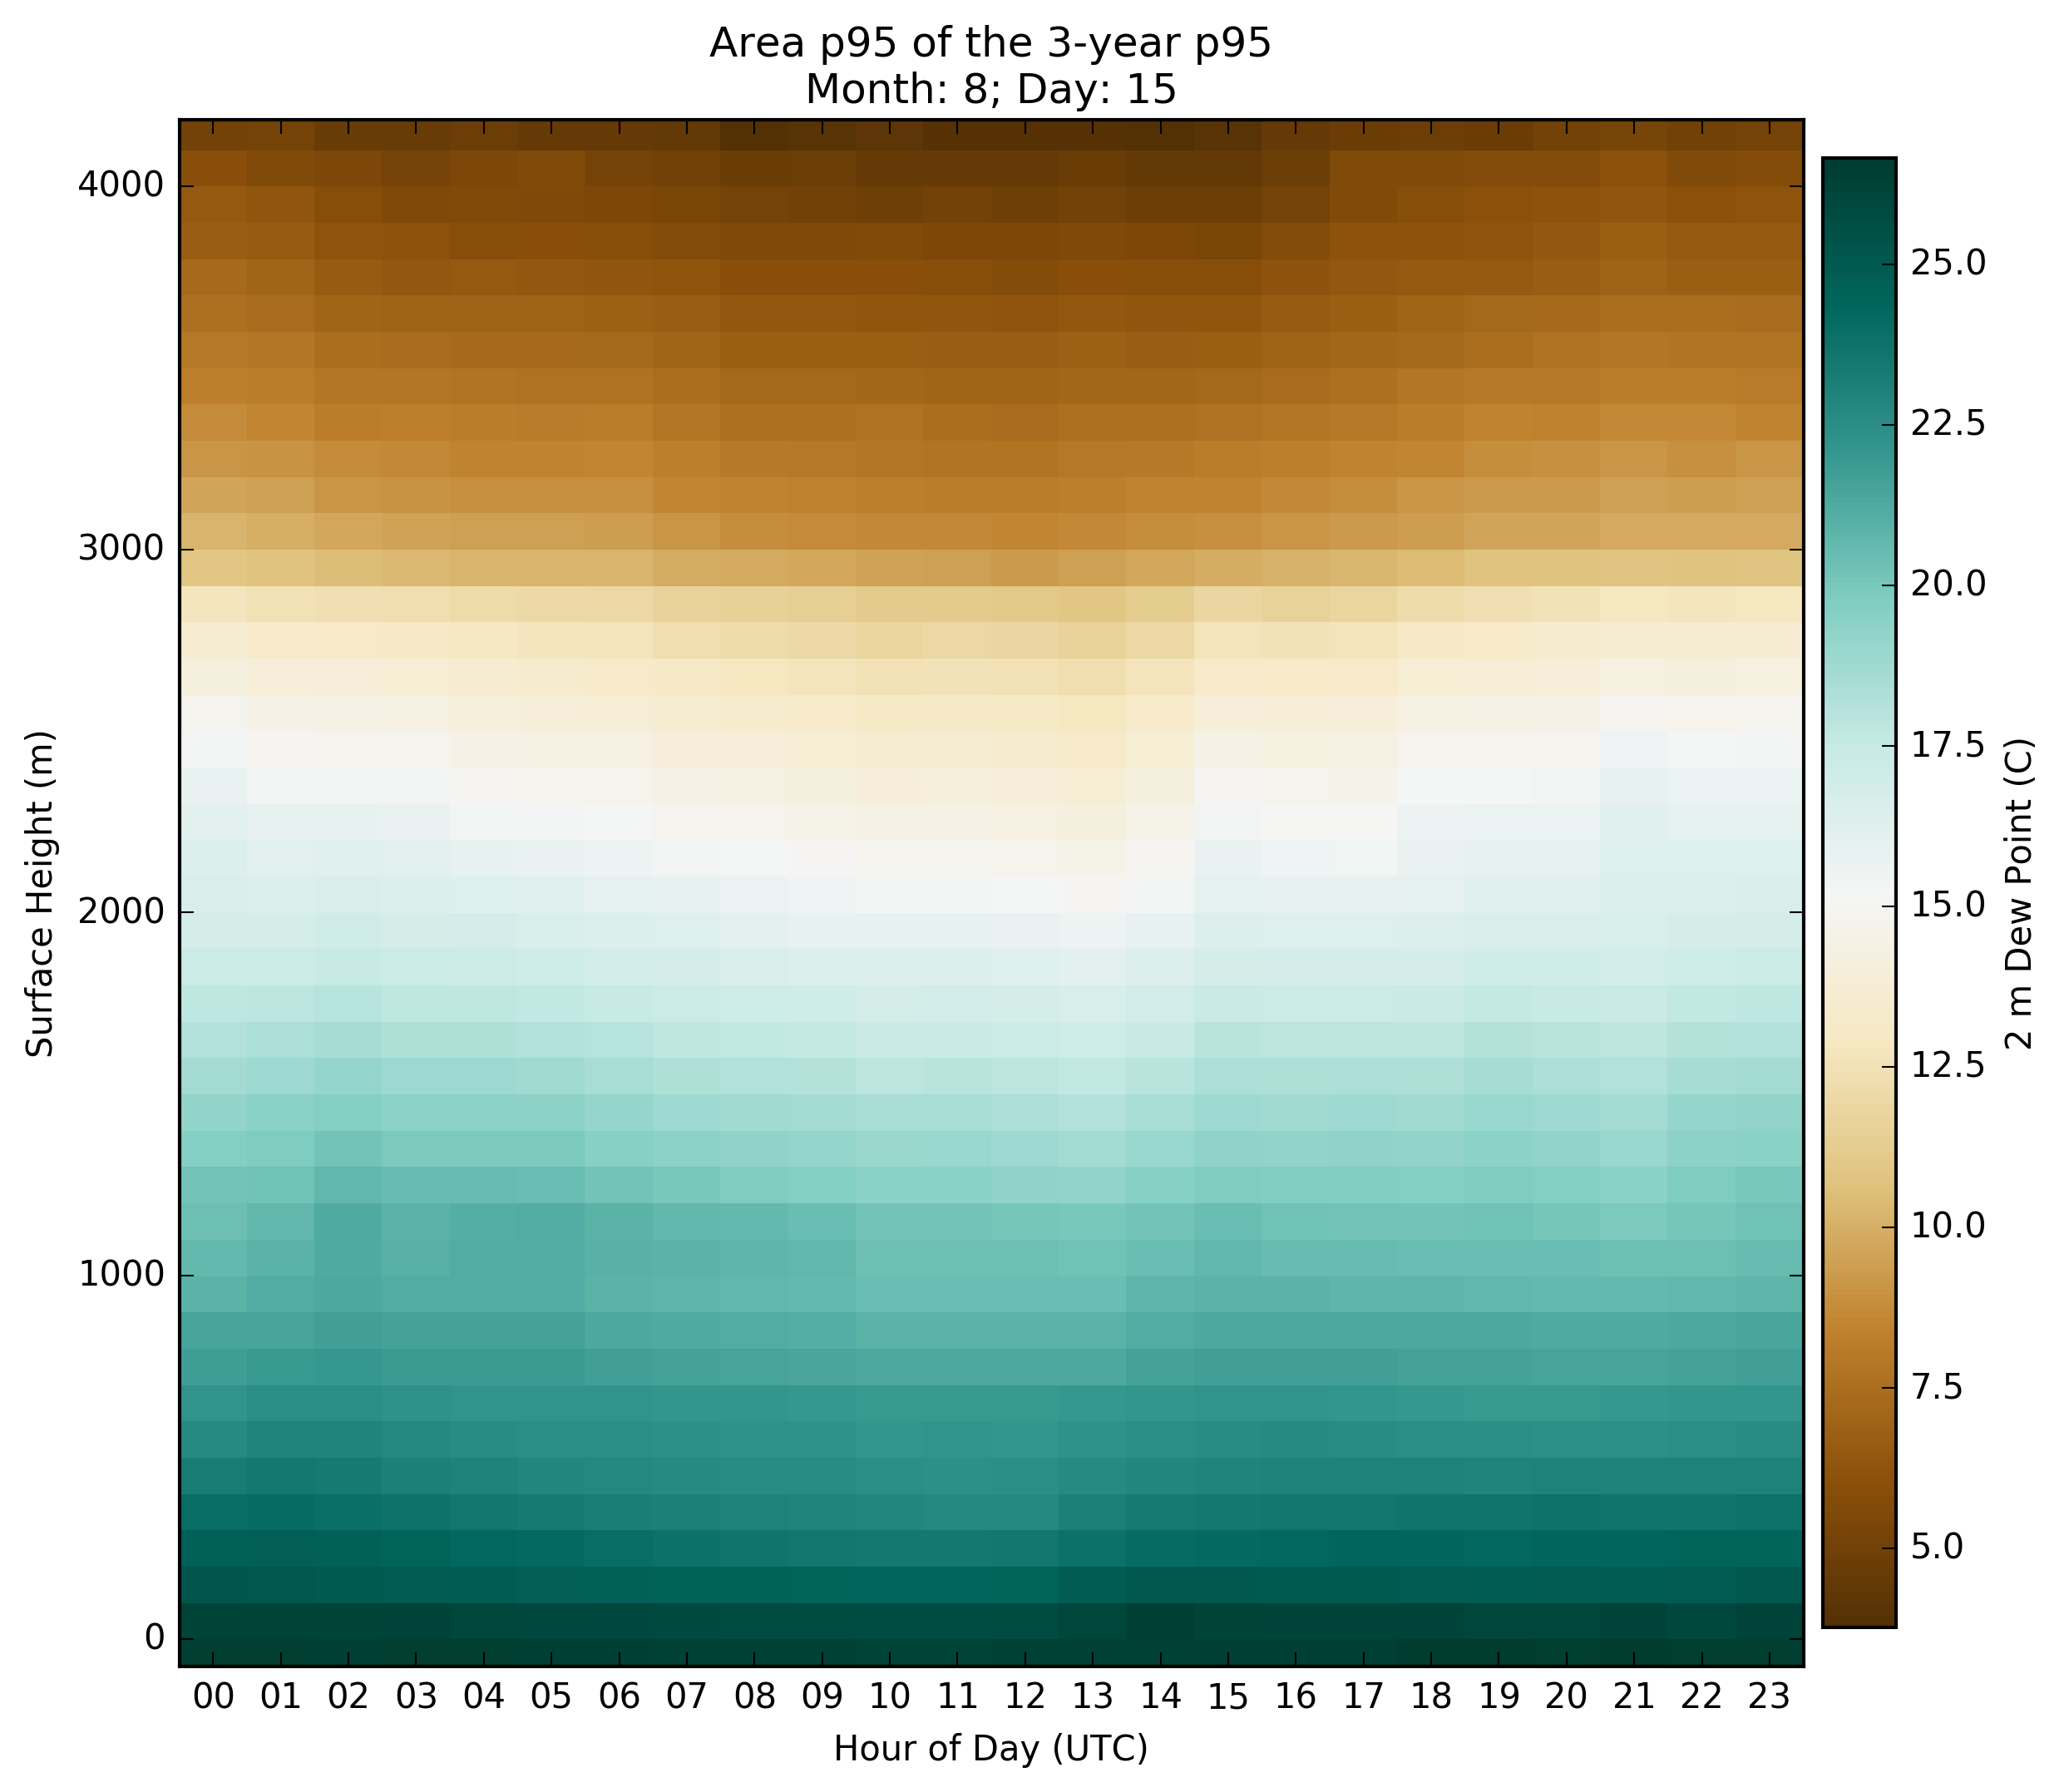 Area p95 of the 3-year p95
Month: 8; Day: 15
4000
3000
2000
1000
0
Surface Height (m)
00 01 02 03 04 05 06 07 08 09 10 11 12 13 14 15 16 17 18 19 20 21 22 23
Hour of Day (UTC)
25.0
22.5
20.0
17.5
15.0
12.5
10.0
7.5
5.0
2 m Dew Point (C)